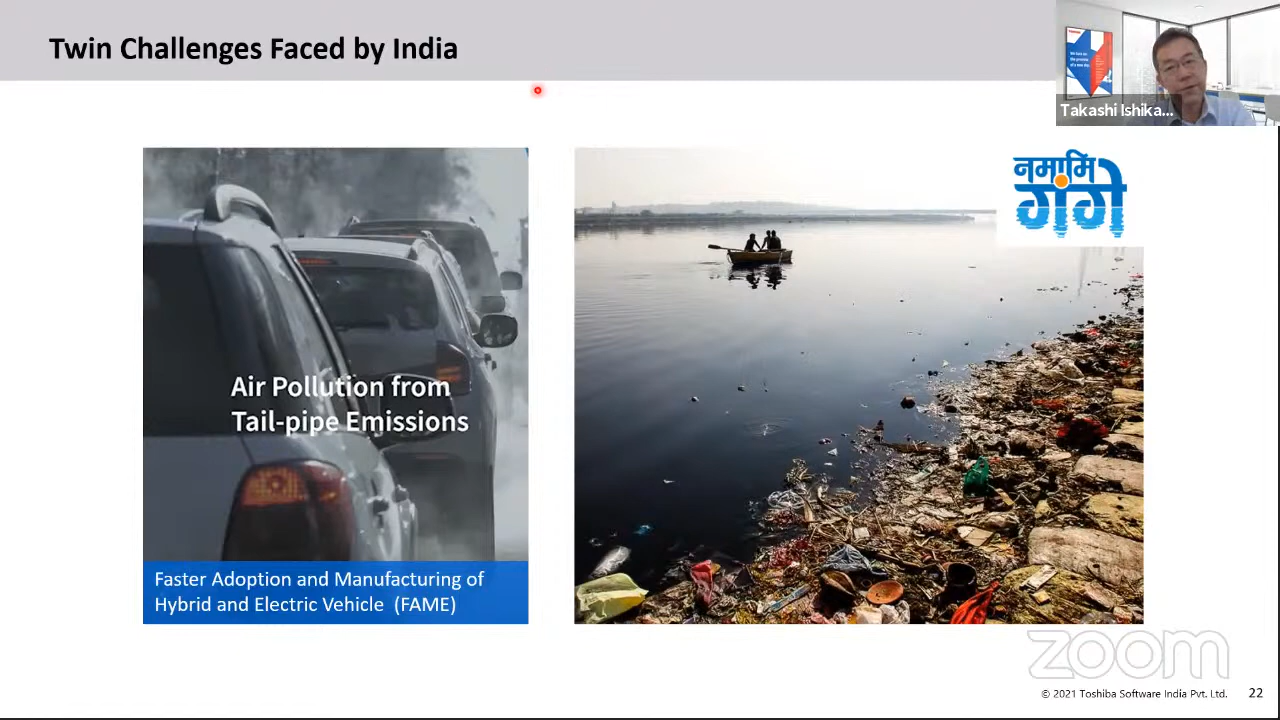 Twin Challenges Faced by India
Takashi Ishika...
नमामि
गंगे
Air Pollution from
Tail-pipe Emissions
Faster Adoption and Manufacturing of
Hybrid and Electric Vehicle (FAME)
zoom
© 2021 Toshiba Software India Pvt. Ltd.
22